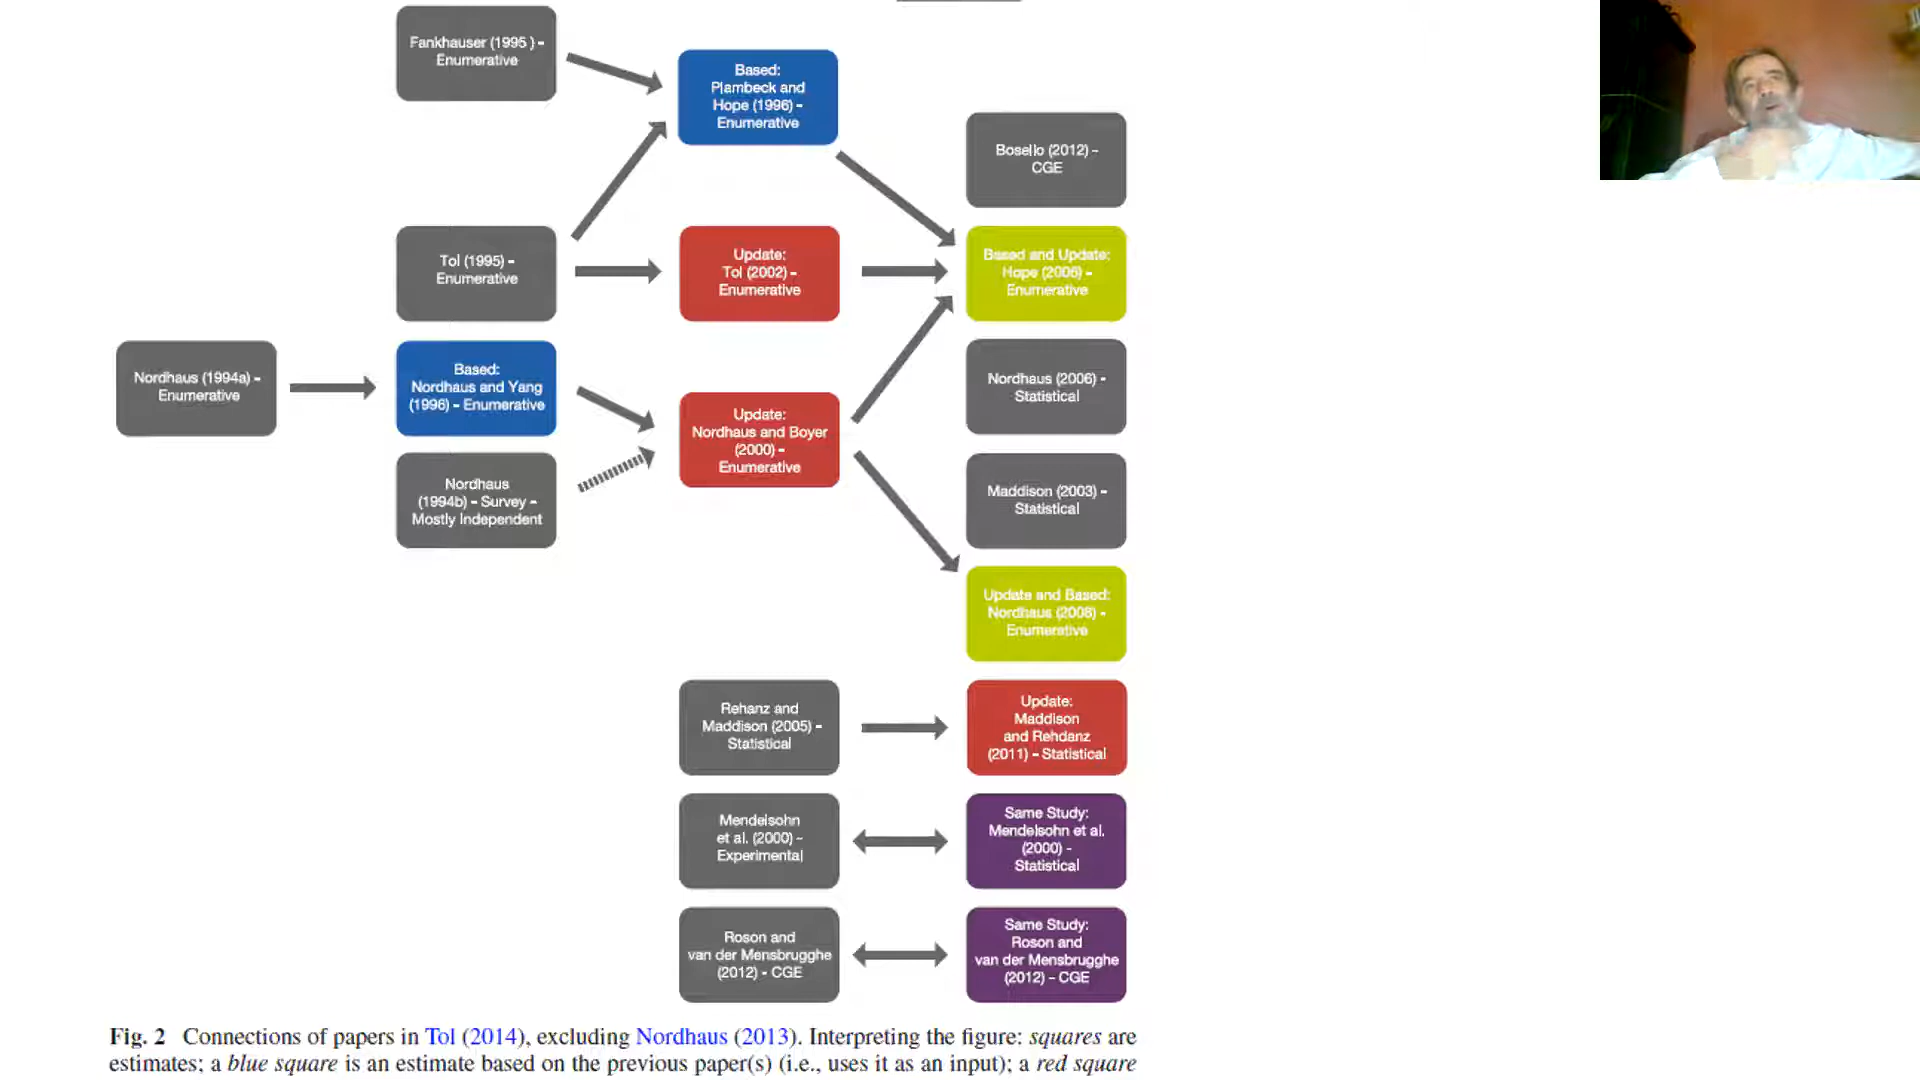 Fankhauser (1995 ) -
Enumerative
Based:
Plambeck and
Hope (1996) -
Enumerative
Bosello (2012) -
CGE
Tol (1995) -
Enumerative
Update:
Tol (2002) -
Enumerative
Based and Update:
Hope (2006) -
Enumerative
Nordhaus (1994a) -
Enumerative
Based:
Nordhaus and Yang
(1996) - Enumerative
Update:
Nordhaus and Boyer
(2000) -
Enumerative
Nordhaus (2006) -
Statistical
Nordhaus
(1994b) - Survey -
Mostly Independent
Maddison (2003) -
Statistical
Update and Based:
Nordhaus (2008) -
Enumerative
Rehanz and
Maddison (2005) -
Statistical
Update:
Maddison
and Rehdanz
(2011) - Statistical
Mendelsohn
et al. (2000) -
Experimental
Same Study:
Mendelsohn et al.
(2000) -
Statistical
Roson and
van der Mensbrugghe
(2012) - CGE
Same Study:
Roson and
van der Mensbrugghe
(2012) - CGE
Fig. 2 Connections of papers in Tol (2014), excluding Nordhaus (2013). Interpreting the figure: squares are
estimates; a blue square is an estimate based on the previous paper(s) (i.e., uses it as an input); a red square